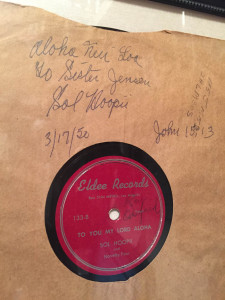 Aloha Nui Loa
to Sister Jensen
Sol Hoopii
3/17/50
John 15:13
Eldee Records
132-B
TO YOU MY LORD ALOHA
SOL HOOPII